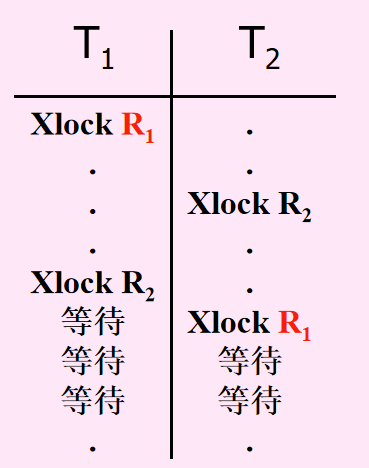 T₁ T₂
Xlock R₁ .
. .
. Xlock R₂
. .
Xlock R₂ .
等待 Xlock R₁
等待 等待
等待 等待
. .